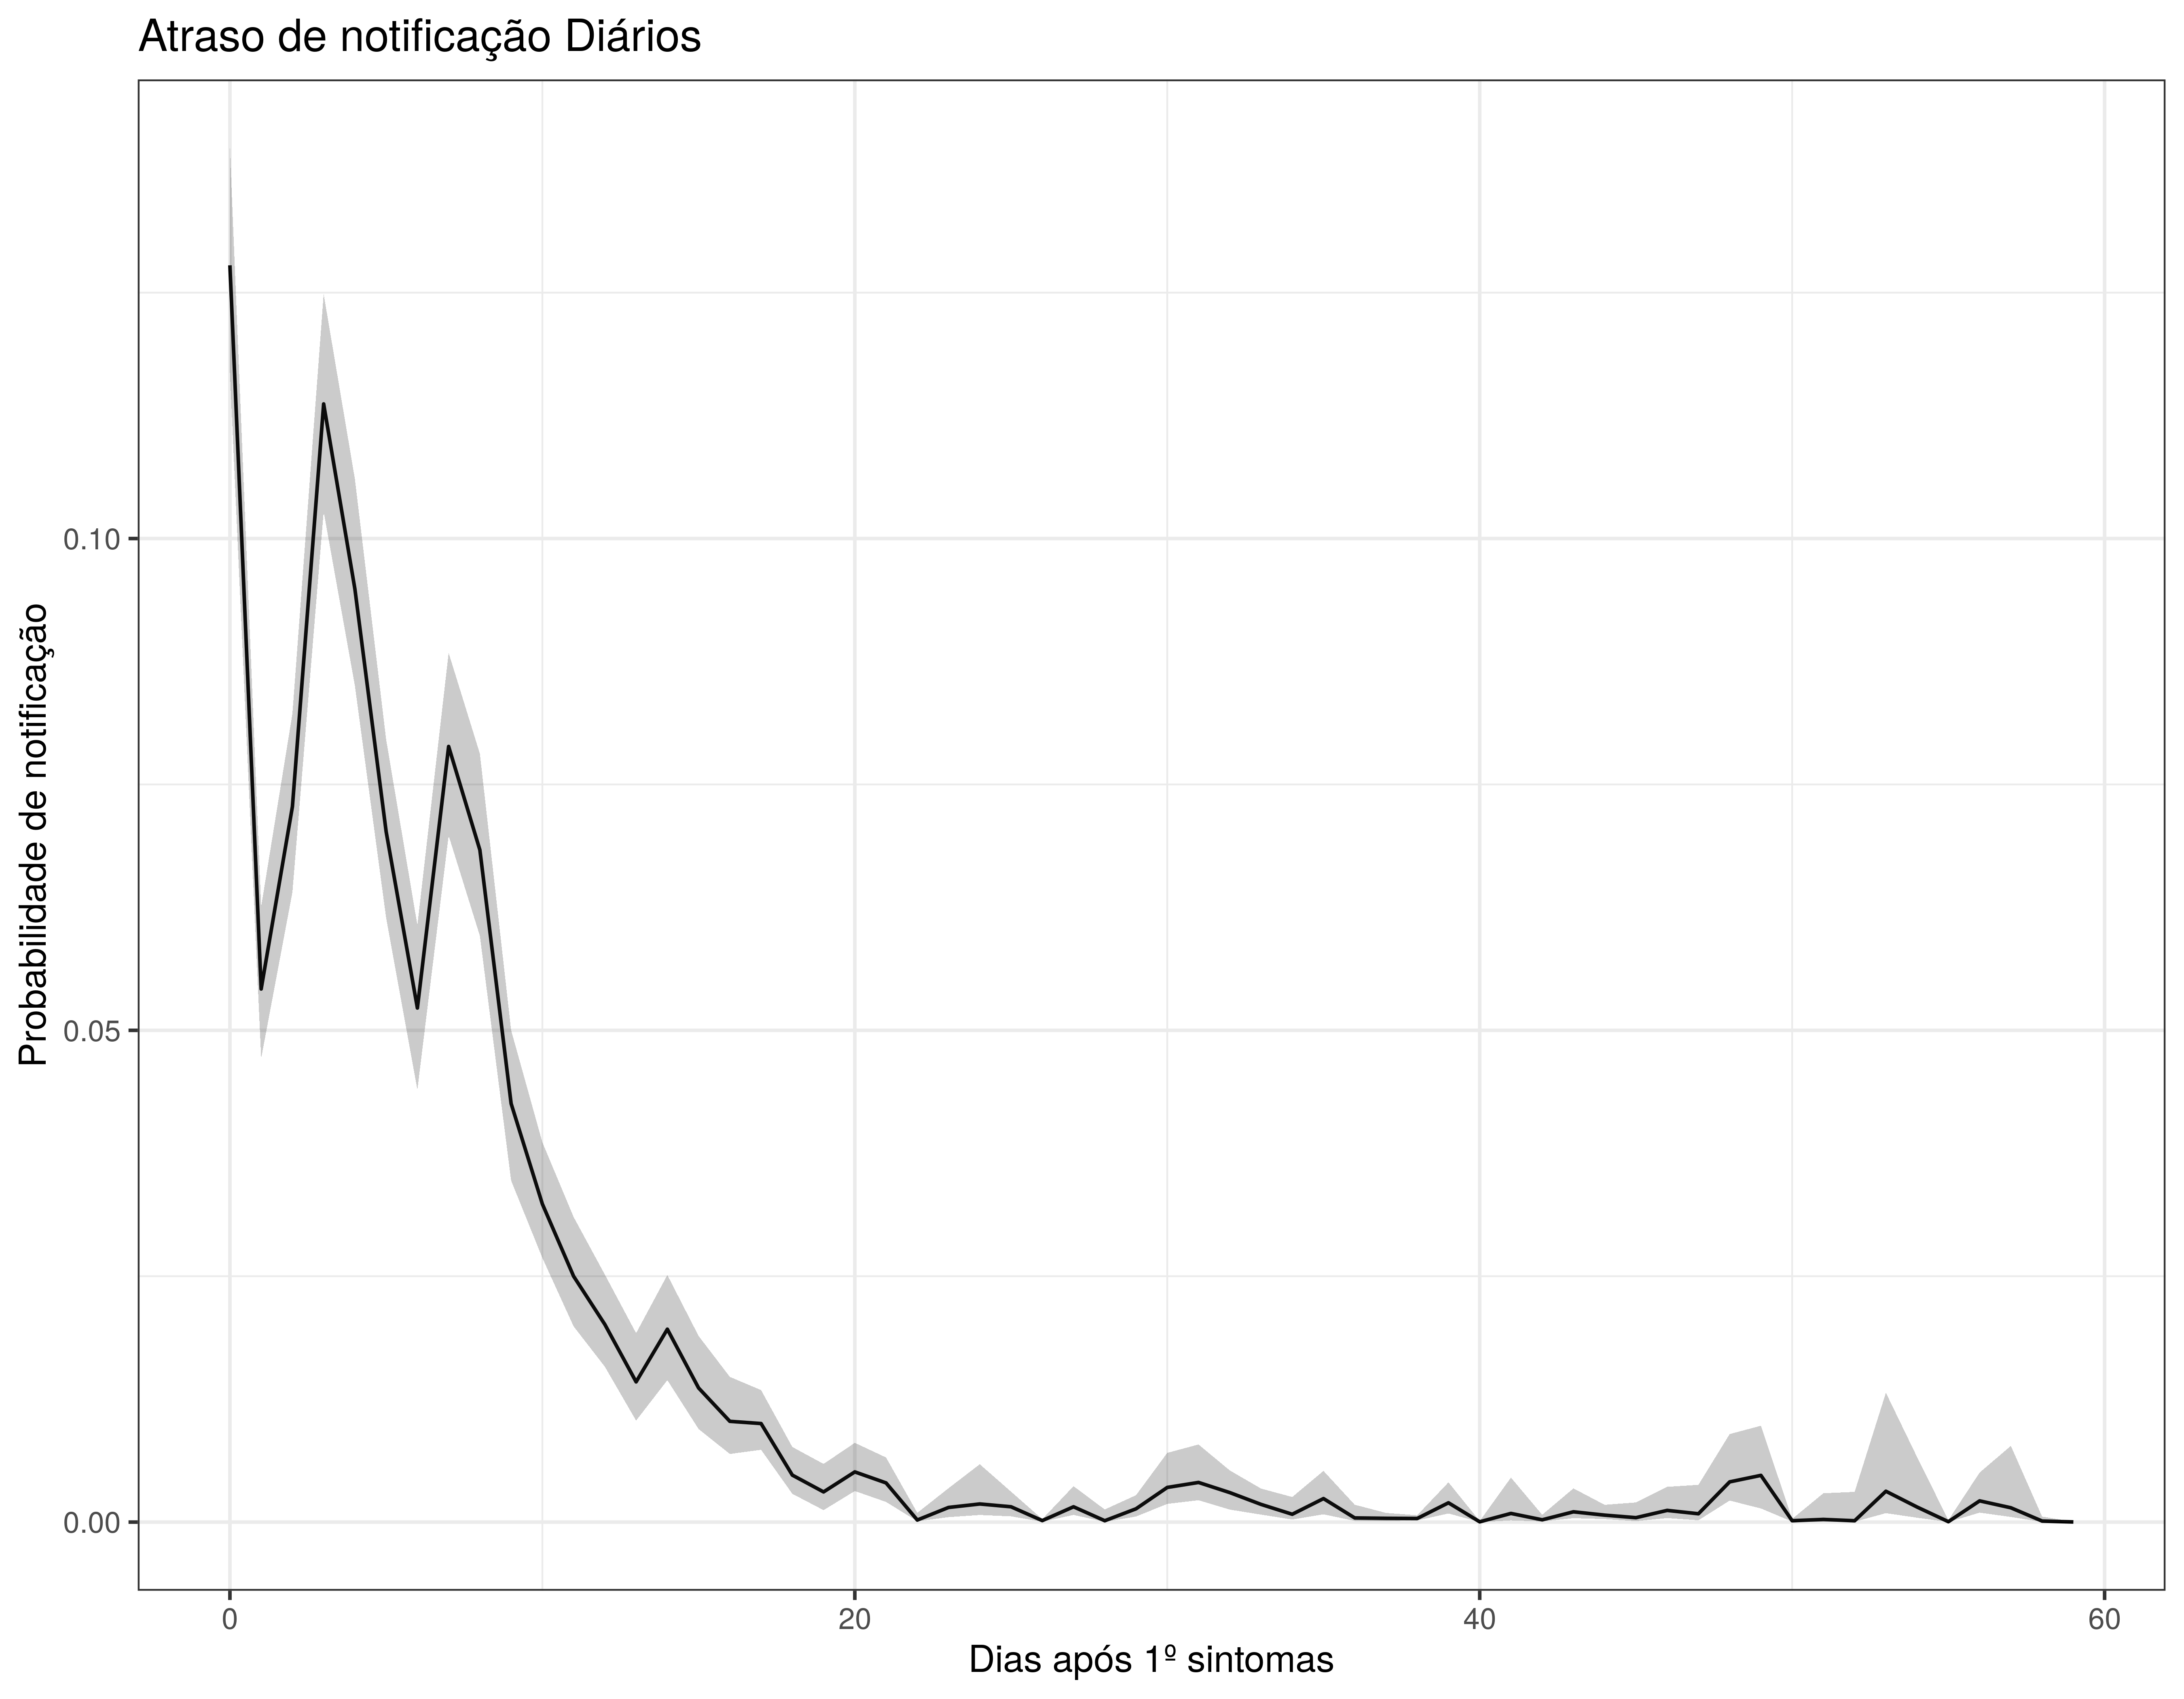 Atraso de notificação Diários
Probabilidade de notificação
0.10
0.05
0.00
0
20
40
60
Dias após 1º sintomas